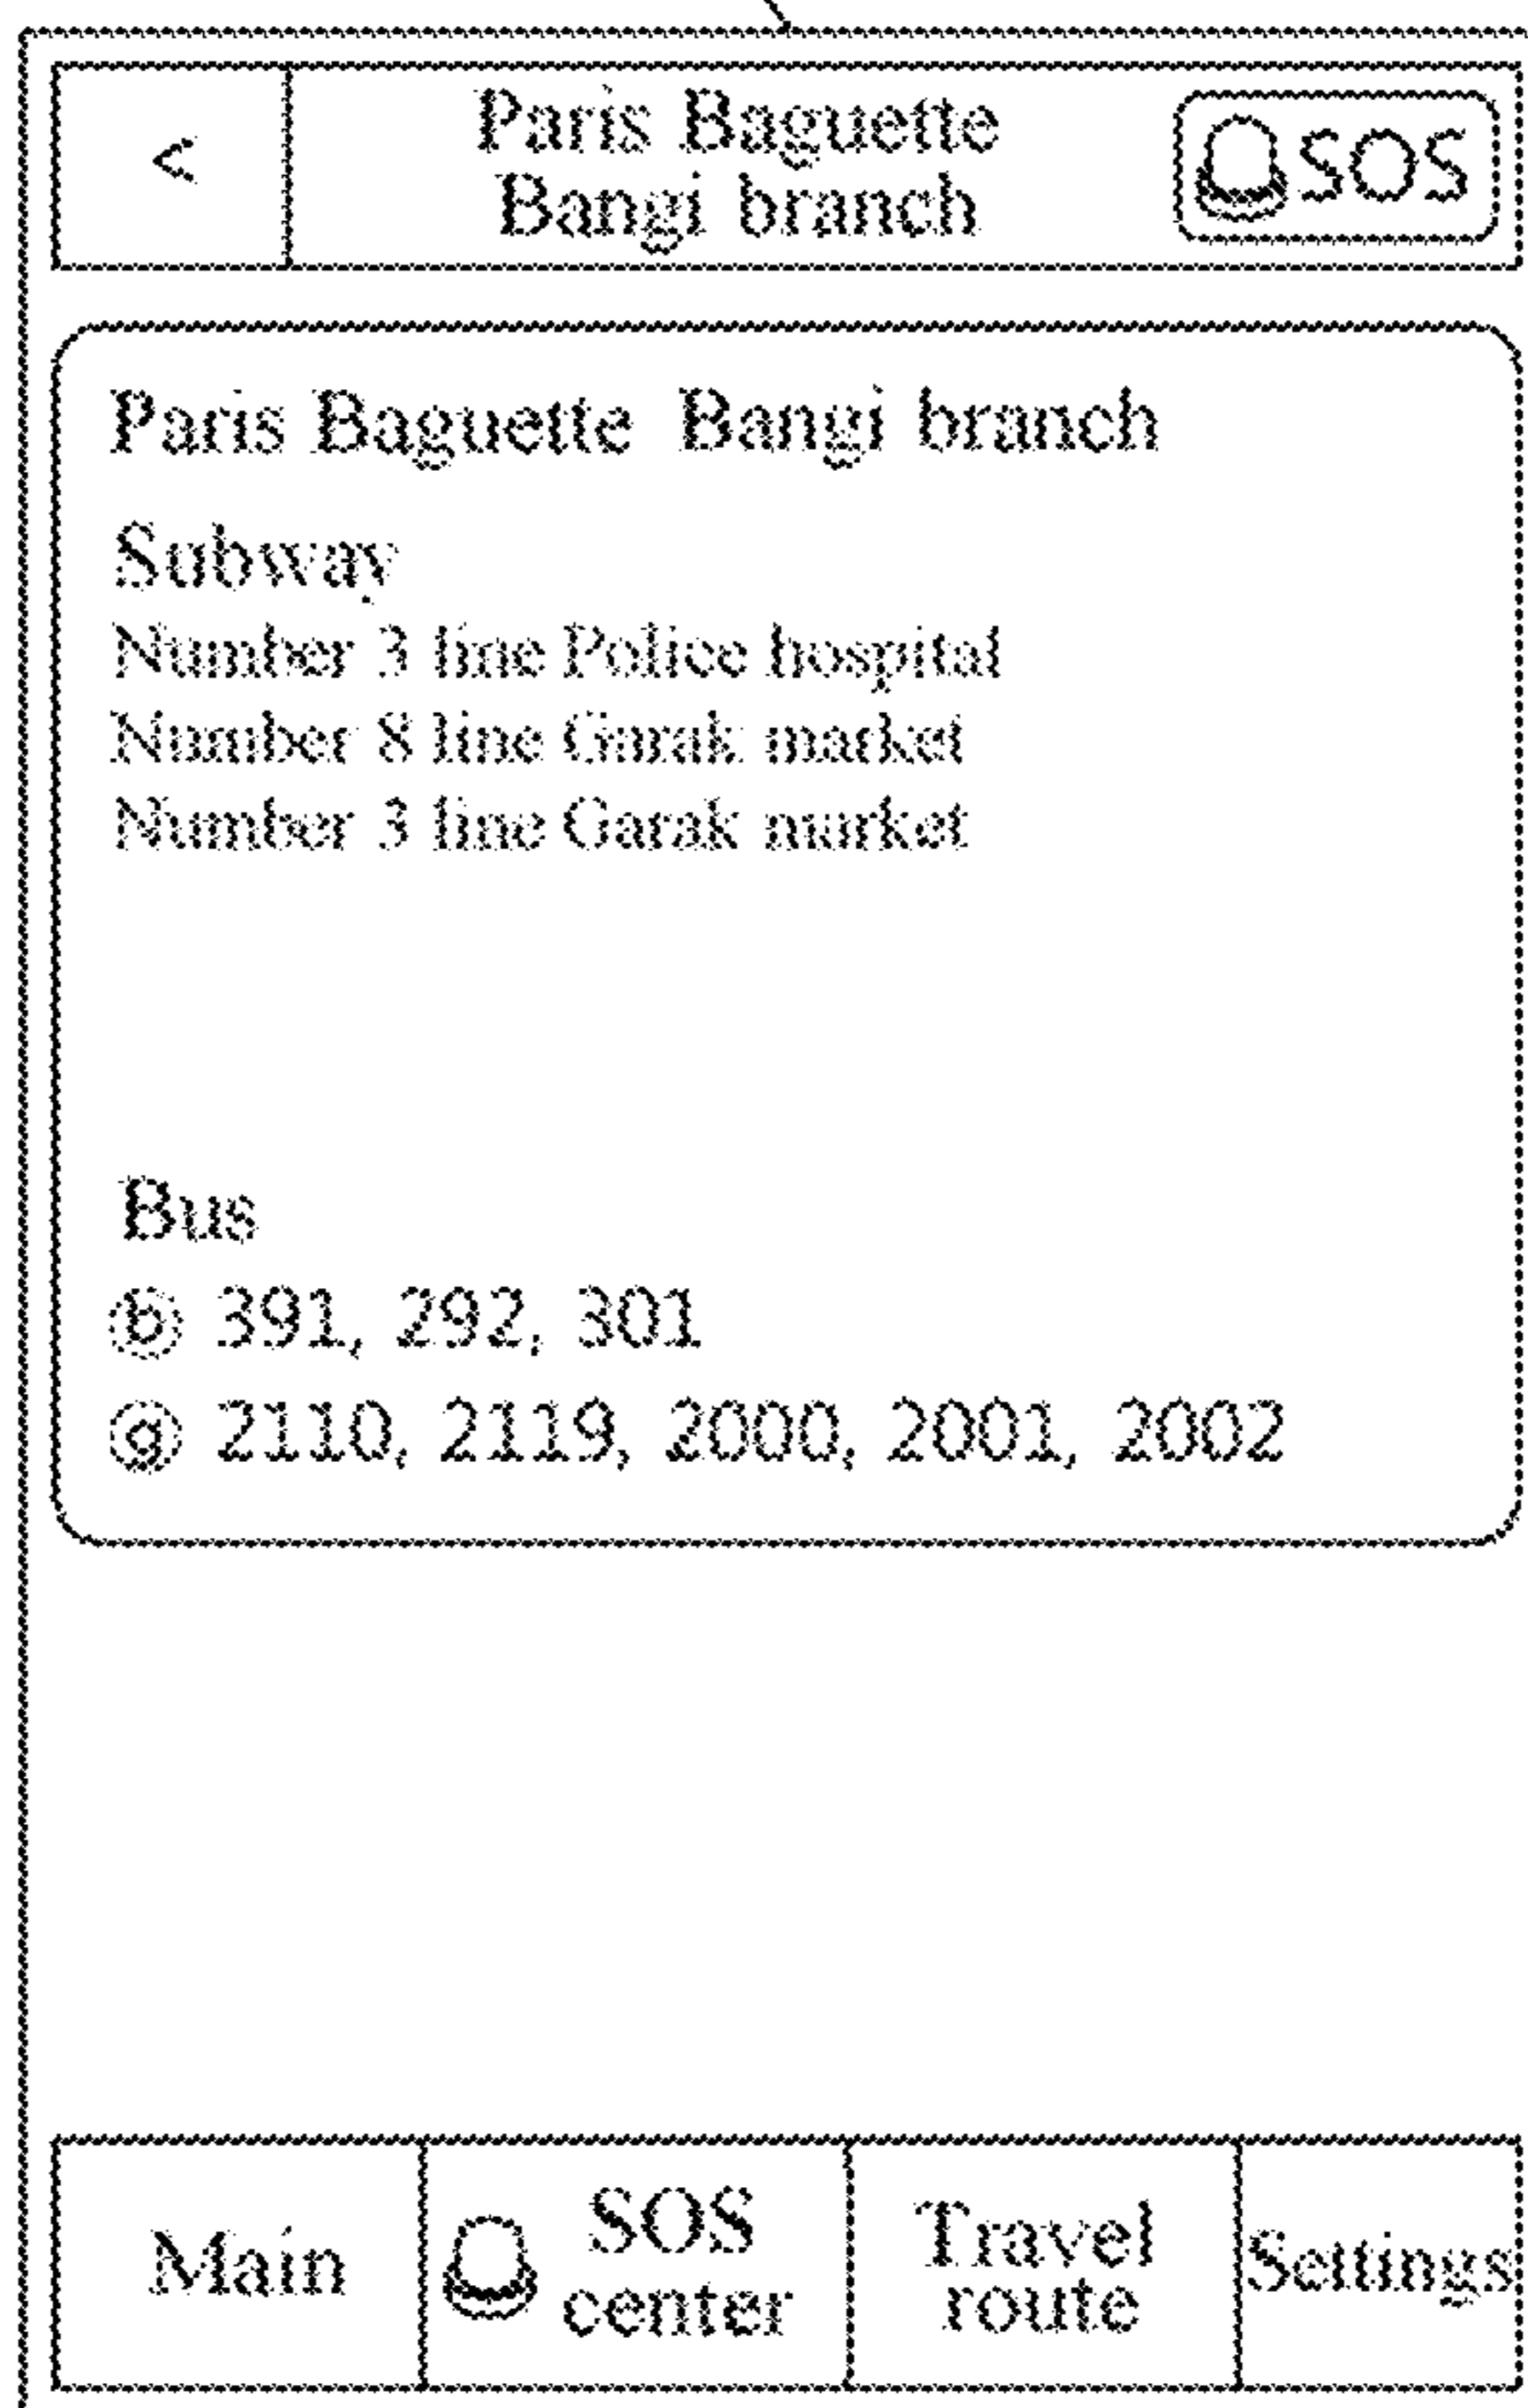 <
Paris Baguette
Bangi branch
SOS
Paris Baguette Bangi branch
Subway
Number 3 line Police hospital
Number 8 line Garak market
Number 3 line Garak market
Bus
ⓑ 391, 292, 301
ⓖ 2110, 2119, 2000, 2001, 2002
Main
SOS
center
Travel
route
Settings